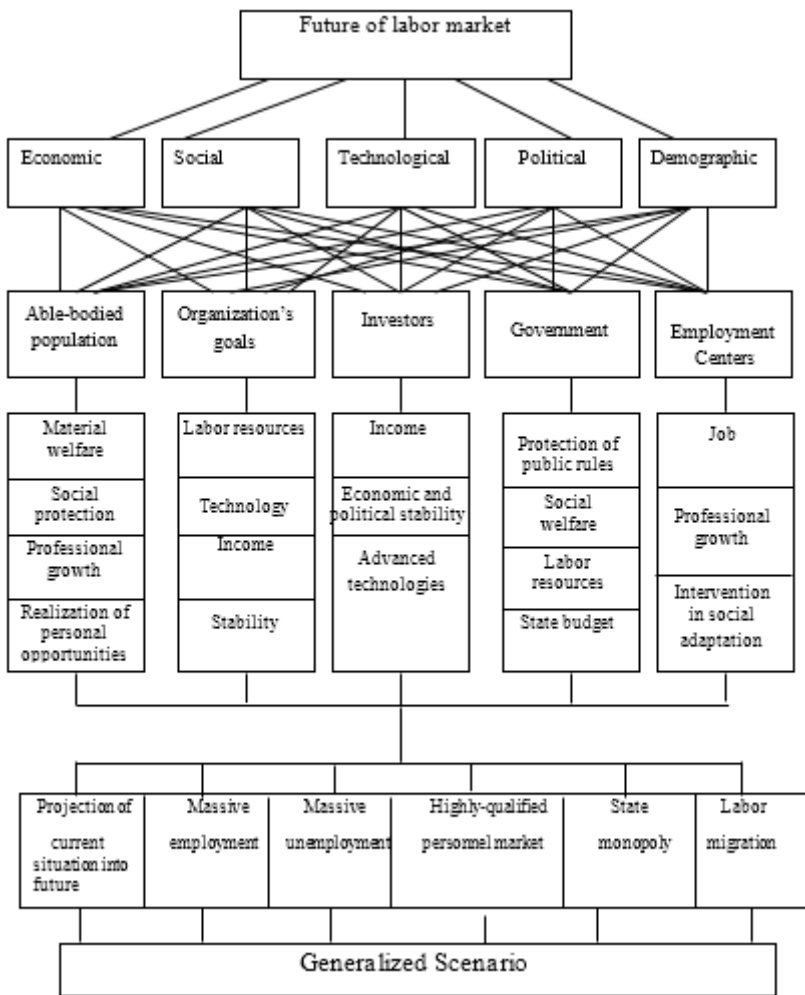 Future of labor market
Economic
Social
Technological
Political
Demographic
Able-bodied
population
Organization’s
goals
Investors
Government
Employment
Centers
Material
welfare
Social
protection
Professional
growth
Realization of
personal
opportunities
Labor resources
Technology
Income
Stability
Income
Economic and
political stability
Advanced
technologies
Protection of
public rules
Social
welfare
Labor
resources
State budget
Job
Professional
growth
Intervention
in social
adaptation
Projection of
current
situation into
future
Massive
employment
Massive
unemployment
Highly-qualified
personnel market
State
monopoly
Labor
migration
Generalized Scenario